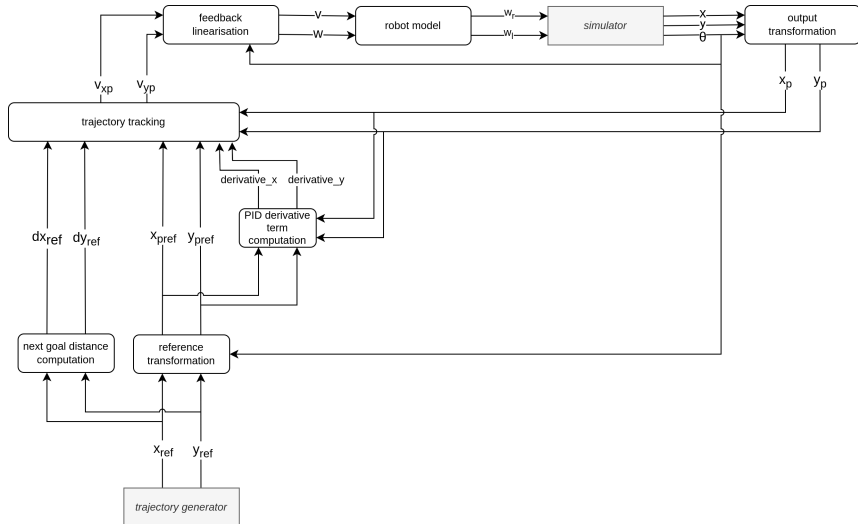 feedback
linearisation
v
w
robot model
wr
wl
simulator
x
y
θ
output
transformation
vxp
vyp
xp
yp
trajectory tracking
derivative_x
derivative_y
PID derivative
term
computation
dxref
dyref
xpref
ypref
next goal distance
computation
reference
transformation
xref
yref
trajectory generator